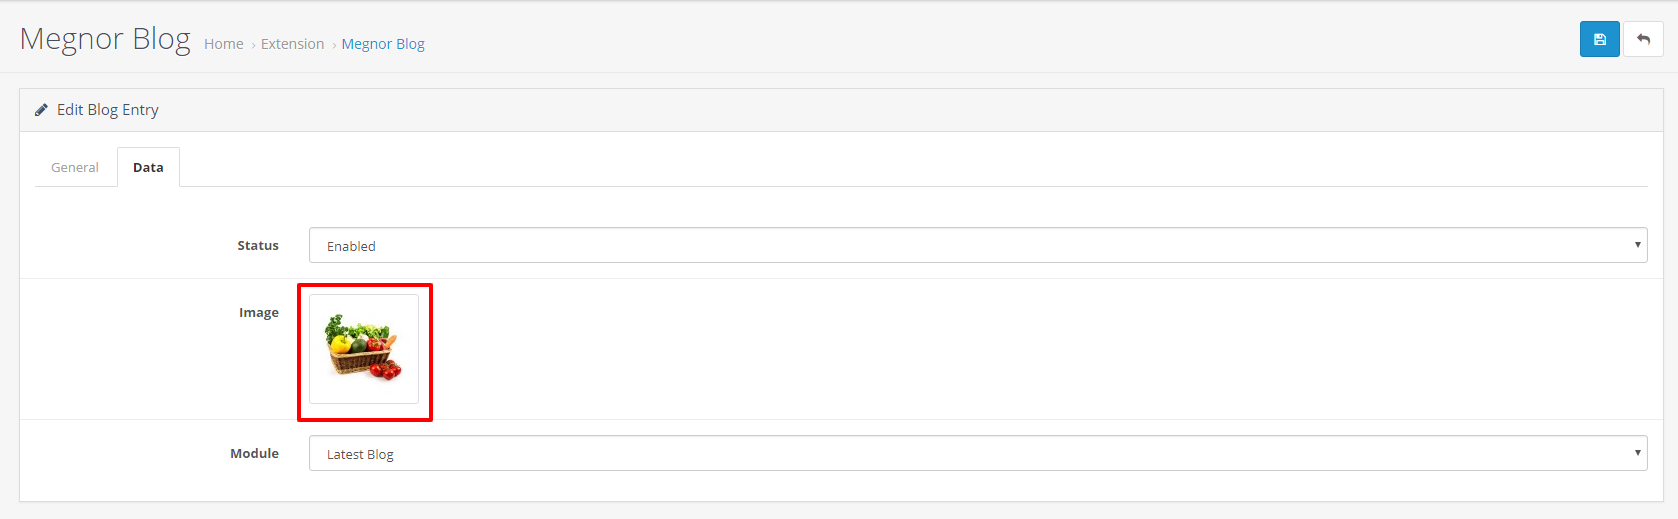 Megnor Blog Home › Extension › Megnor Blog
Edit Blog Entry
General Data
Status Enabled
Image
Module Latest Blog